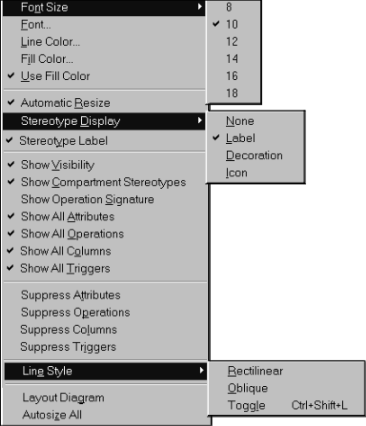 Font Size
8
Font...
10
Line Color...
12
Fill Color...
14
Use Fill Color
16
18
Automatic Resize
Stereotype Display
None
Stereotype Label
Label
Decoration
Show Visibility
Icon
Show Compartment Stereotypes
Show Operation Signature
Show All Attributes
Show All Operations
Show All Columns
Show All Triggers
Suppress Attributes
Suppress Operations
Suppress Columns
Suppress Triggers
Line Style
Rectilinear
Oblique
Layout Diagram
Toggle Ctrl+Shift+L
Autosize All